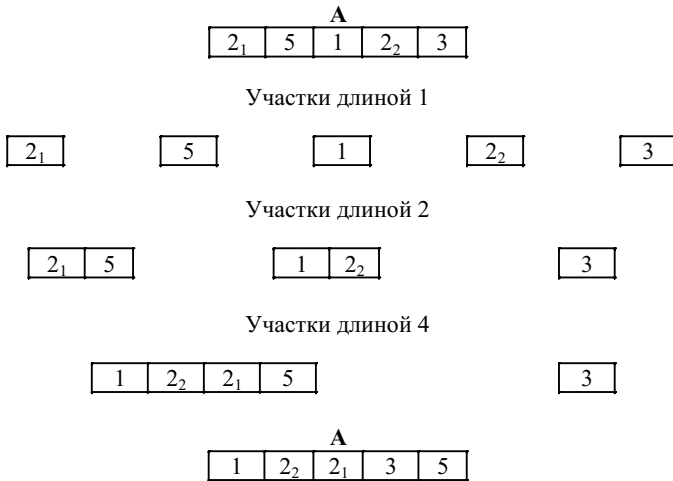 A
2₁ 5 1 2₂ 3
Участки длиной 1
2₁ 5 1 2₂ 3
Участки длиной 2
2₁ 5 1 2₂ 3
Участки длиной 4
1 2₂ 2₁ 5 3
A
1 2₂ 2₁ 3 5